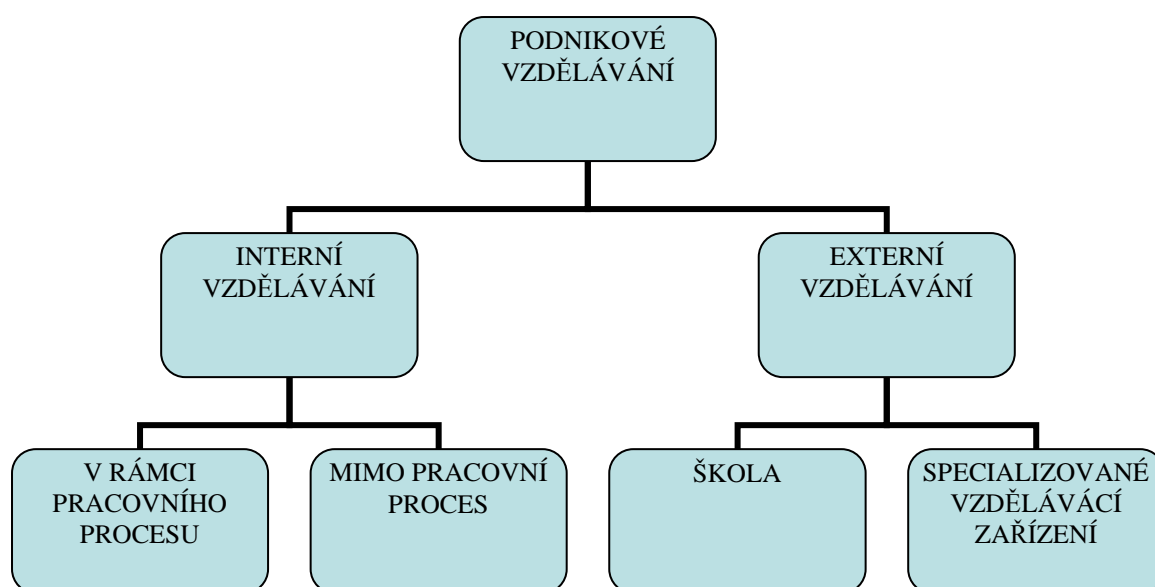 PODNIKOVÉ
VZDĚLÁVÁNÍ
INTERNÍ
VZDĚLÁVÁNÍ
EXTERNÍ
VZDĚLÁVÁNÍ
V RÁMCI
PRACOVNÍHO
PROCESU
MIMO PRACOVNÍ
PROCES
ŠKOLA
SPECIALIZOVANÉ
VZDĚLÁVÁCÍ
ZAŘÍZENÍ